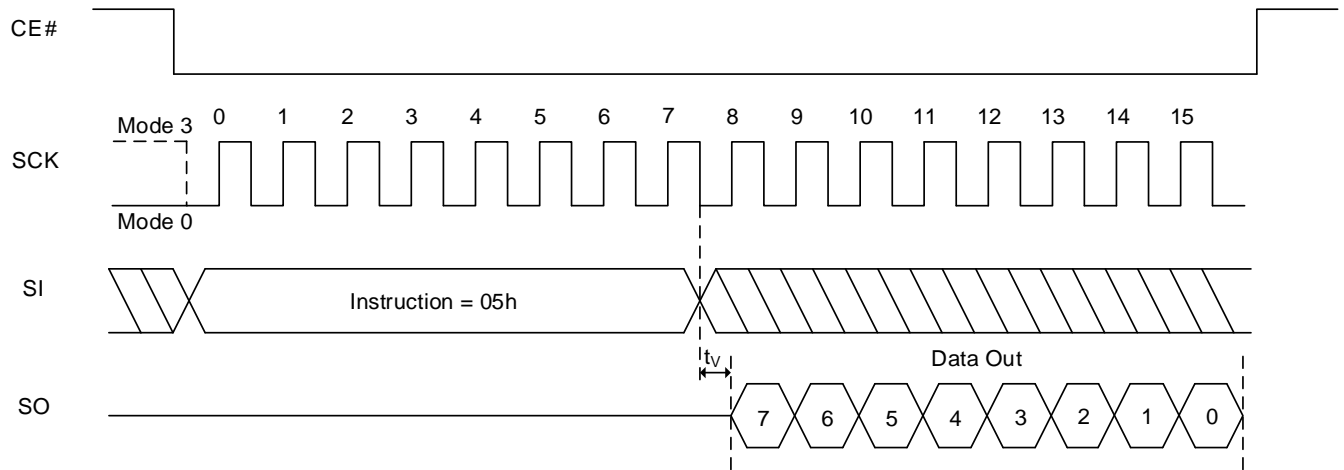 CE#
0 1 2 3 4 5 6 7 8 9 10 11 12 13 14 15
Mode 3
SCK
Mode 0
SI
Instruction = 05h
tV
Data Out
SO
7 6 5 4 3 2 1 0